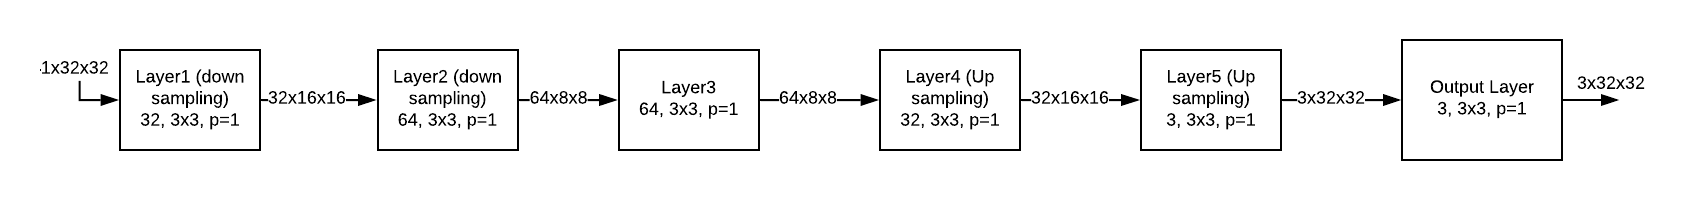 1x32x32
Layer1 (down
sampling)
32, 3x3, p=1
32x16x16
Layer2 (down
sampling)
64, 3x3, p=1
64x8x8
Layer3
64, 3x3, p=1
64x8x8
Layer4 (Up
sampling)
32, 3x3, p=1
32x16x16
Layer5 (Up
sampling)
3, 3x3, p=1
3x32x32
Output Layer
3, 3x3, p=1
3x32x32